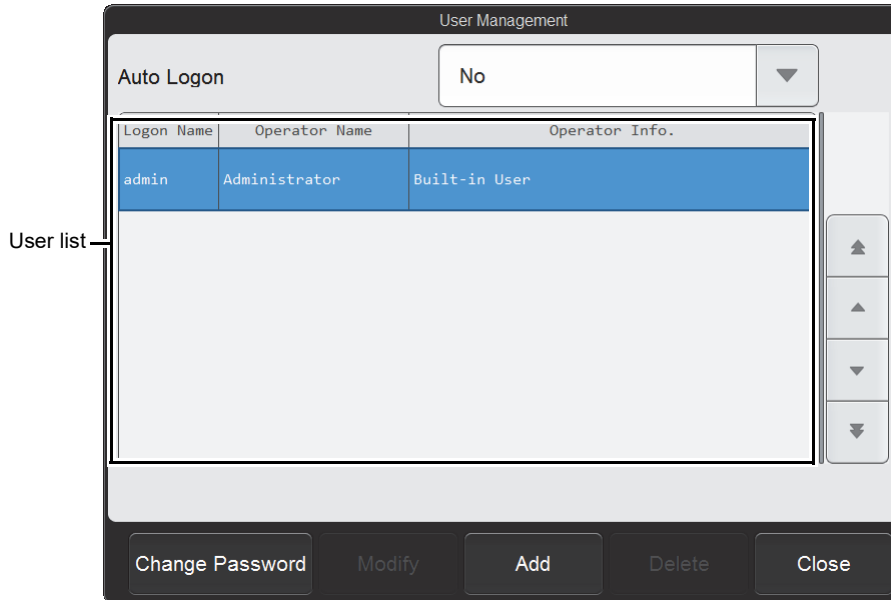 User Management
Auto Logon No
Logon Name Operator Name Operator Info.
admin Administrator Built-in User
User list
Change Password Modify Add Delete Close